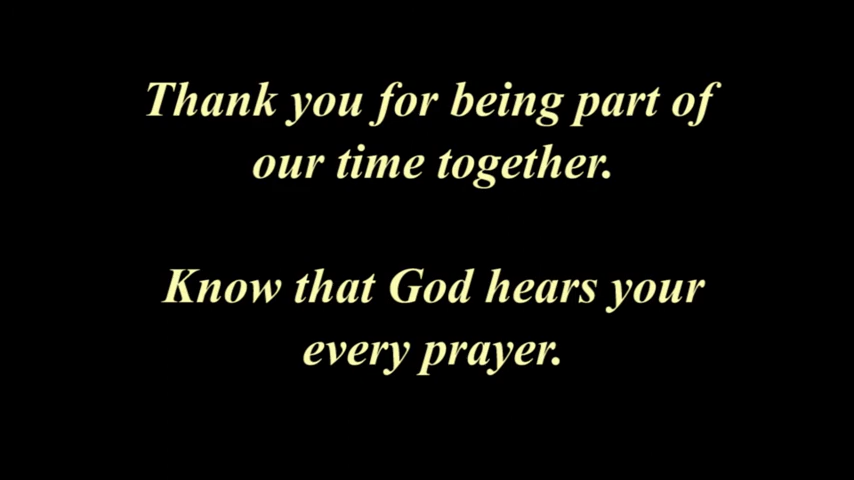 Thank you for being part of
our time together.
Know that God hears your
every prayer.